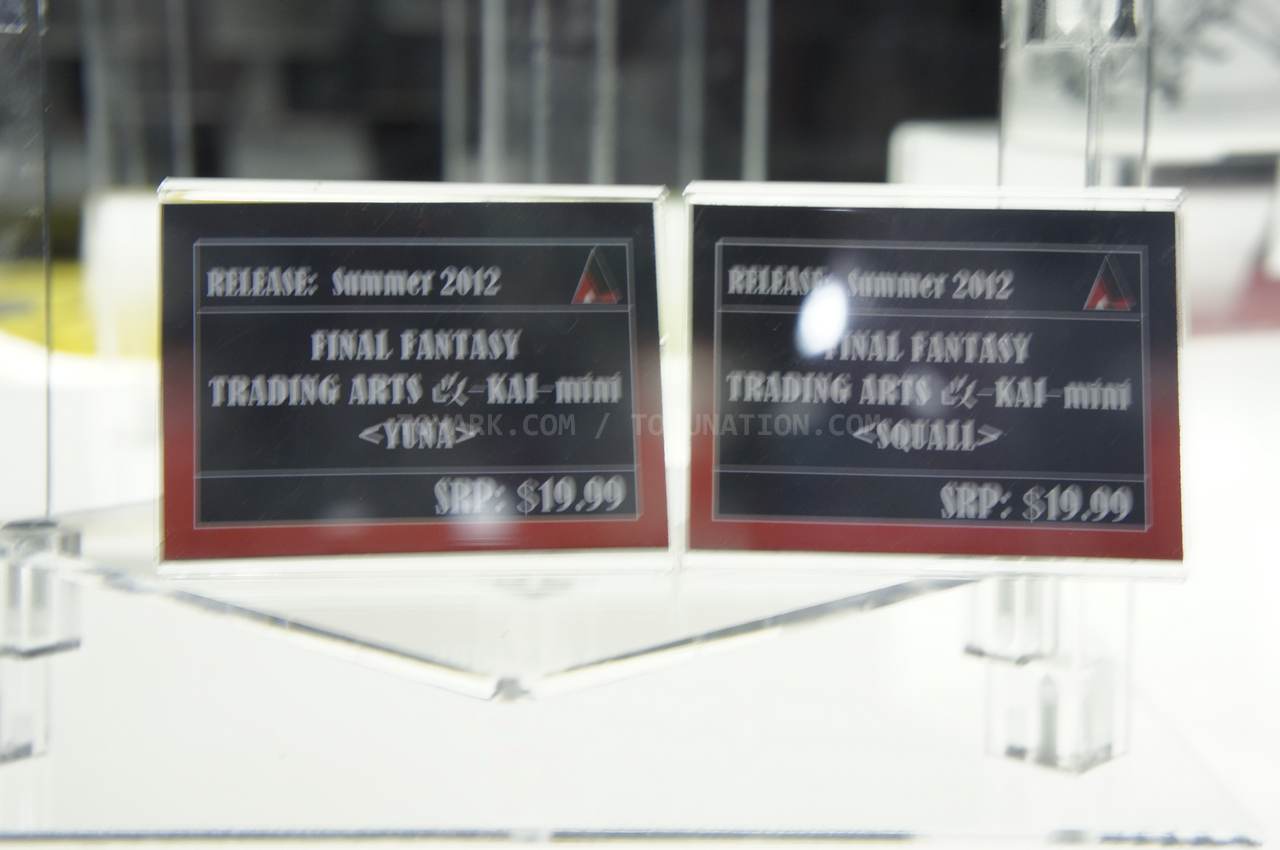 RELEASE: Summer 2012
FINAL FANTASY
TRADING ARTS 改-KAI-mini
<YUNA>
SRP: $19.99
RELEASE: Summer 2012
FINAL FANTASY
TRADING ARTS 改-KAI-mini
<SQUALL>
SRP: $19.99
TOYARK.COM / TOKUNATION.COM